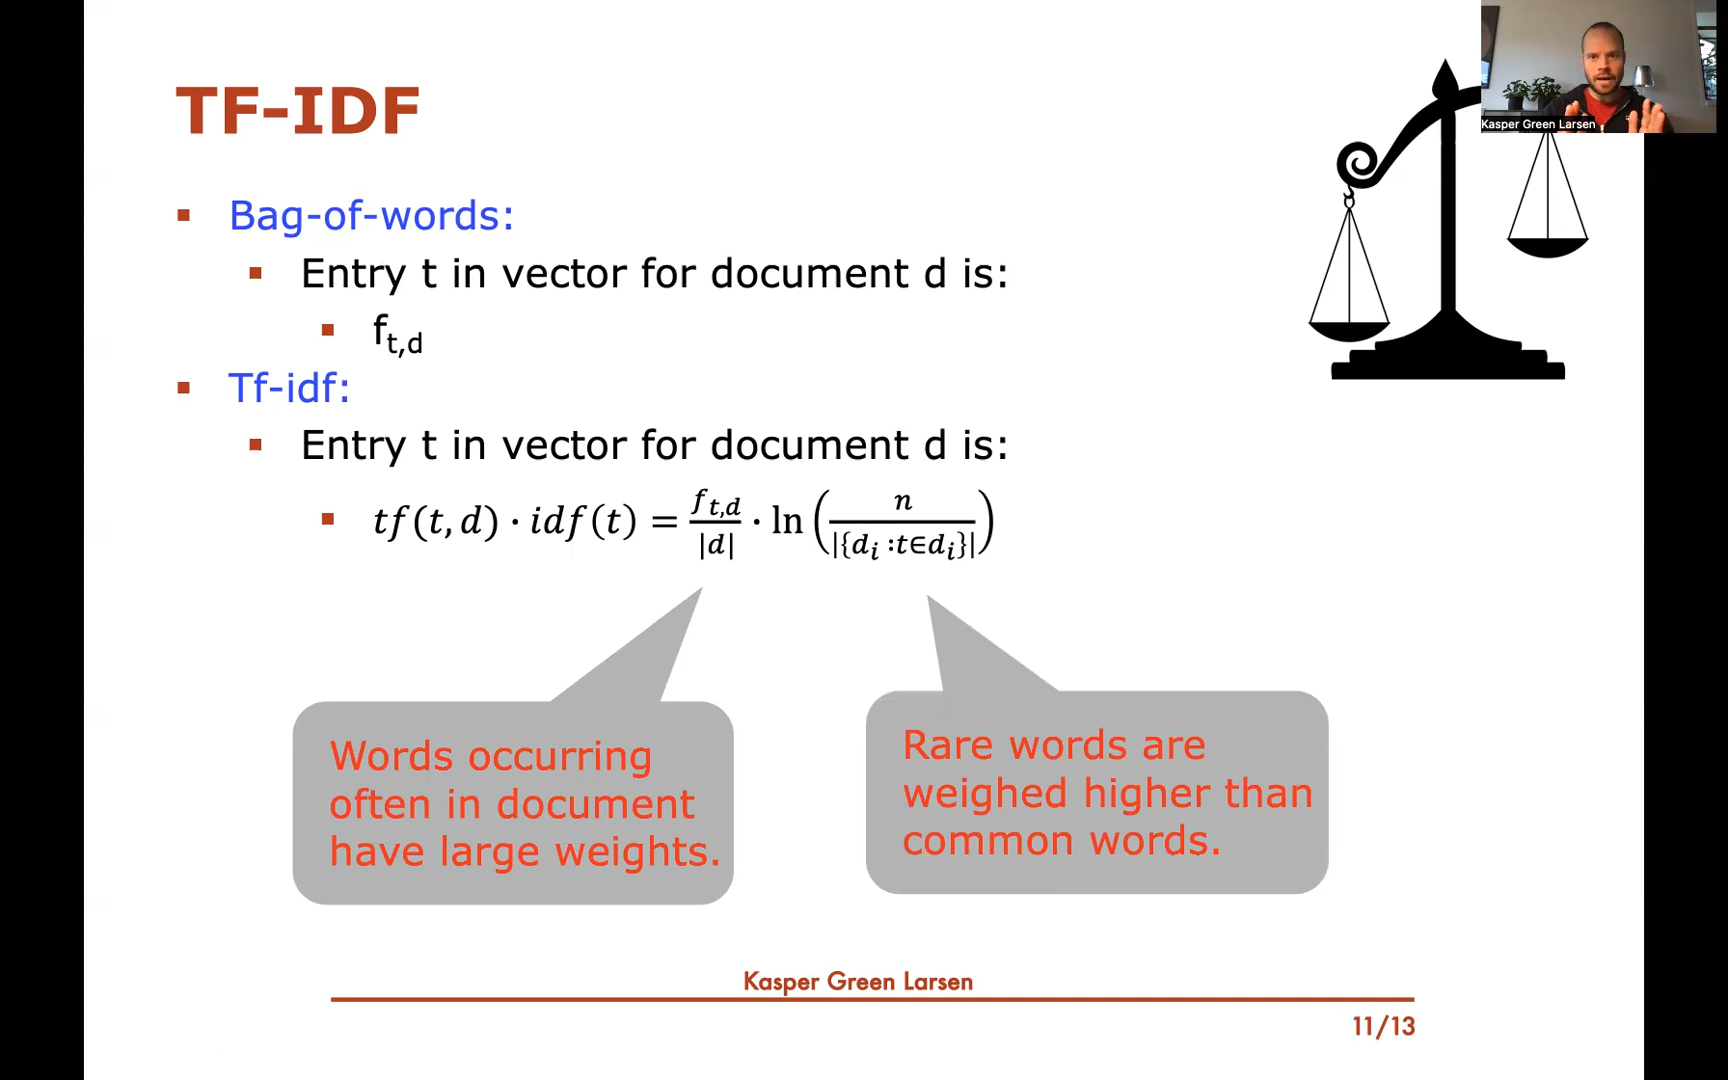 TF-IDF
Kasper Green Larsen
▪ Bag-of-words:
▪ Entry t in vector for document d is:
▪ f_{t,d}
▪ Tf-idf:
▪ Entry t in vector for document d is:
▪ tf(t, d) · idf(t) = \frac{f_{t,d}}{|d|} · ln(\frac{n}{|\{d_i : t∈d_i\}|})
Words occurring
often in document
have large weights.
Rare words are
weighed higher than
common words.
Kasper Green Larsen
11/13